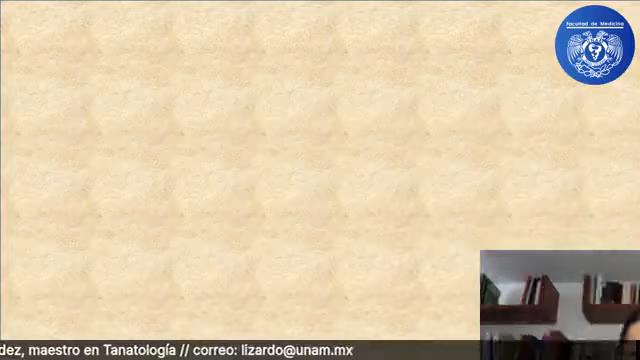 Facultad de Medicina
dez, maestro en Tanatología // correo: lizardo@unam.mx